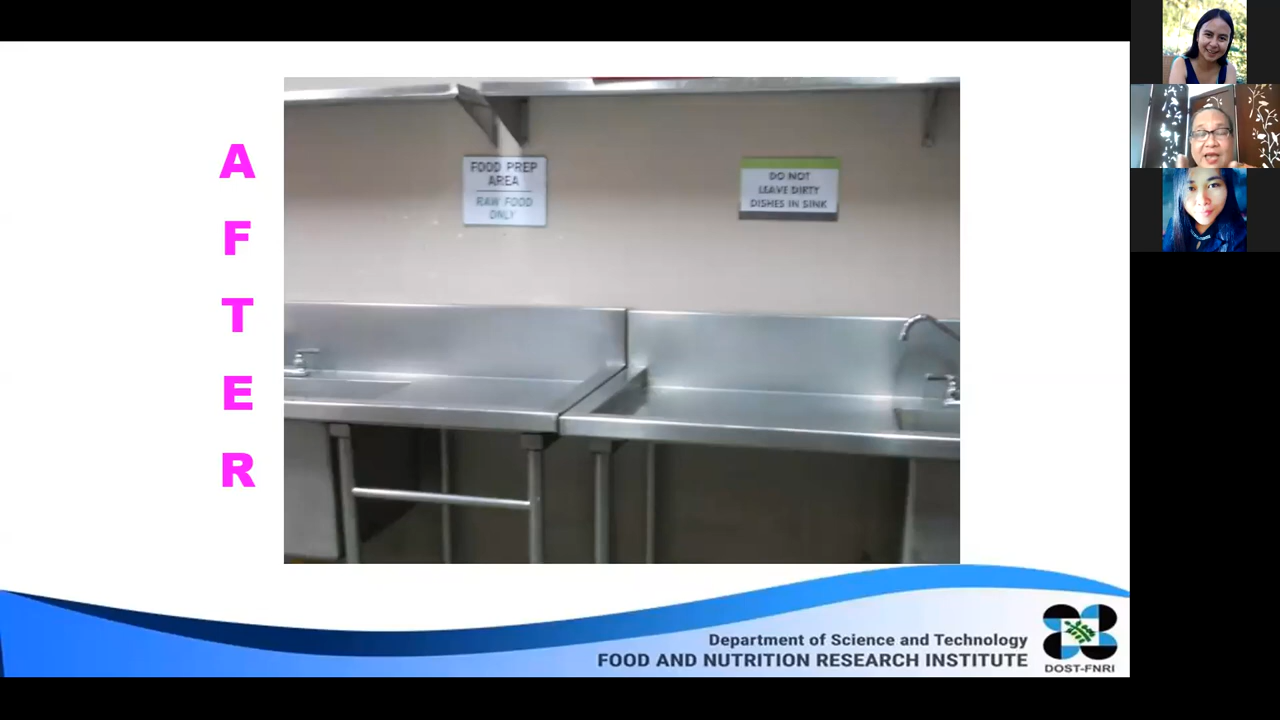 A
F
T
E
R
FOOD PREP
AREA
RAW FOOD
ONLY
DO NOT
LEAVE DIRTY
DISHES IN SINK
Department of Science and Technology
FOOD AND NUTRITION RESEARCH INSTITUTE
DOST-FNRI